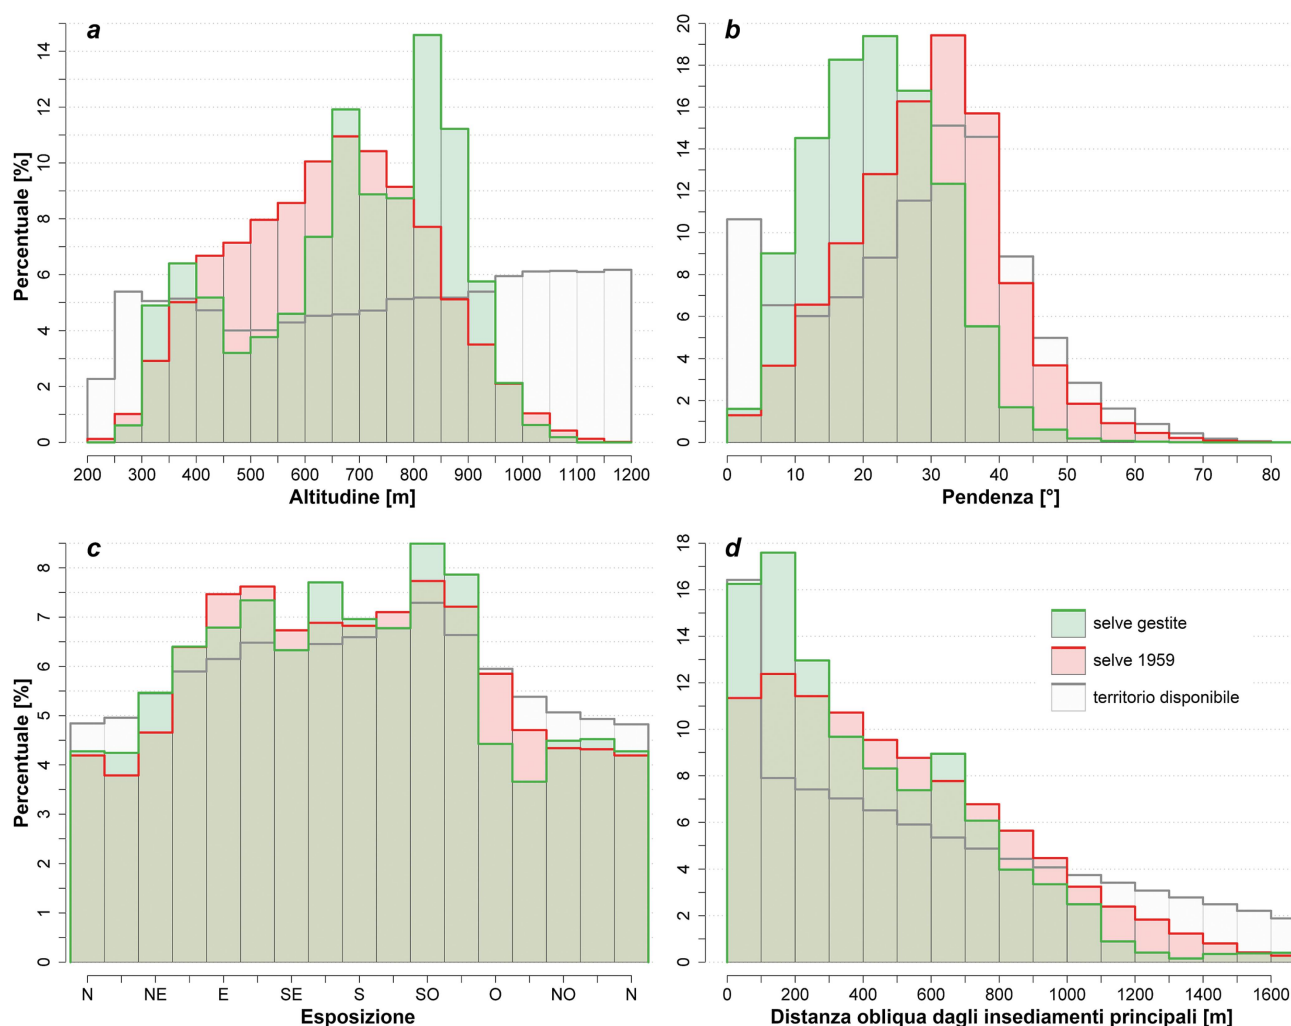 a
Percentuale [%]
14
12
10
8
6
4
2
0
200 300 400 500 600 700 800 900 1000 1100 1200
Altitudine [m]
b
20
18
16
14
12
10
8
6
4
2
0
0 10 20 30 40 50 60 70 80
Pendenza [°]
c
Percentuale [%]
8
7
6
5
4
3
2
1
0
N NE E SE S SO O NO N
Esposizione
d
18
16
14
12
10
8
6
4
2
0
selve gestite
selve 1959
territorio disponibile
0 200 400 600 800 1000 1200 1400 1600
Distanza obliqua dagli insediamenti principali [m]